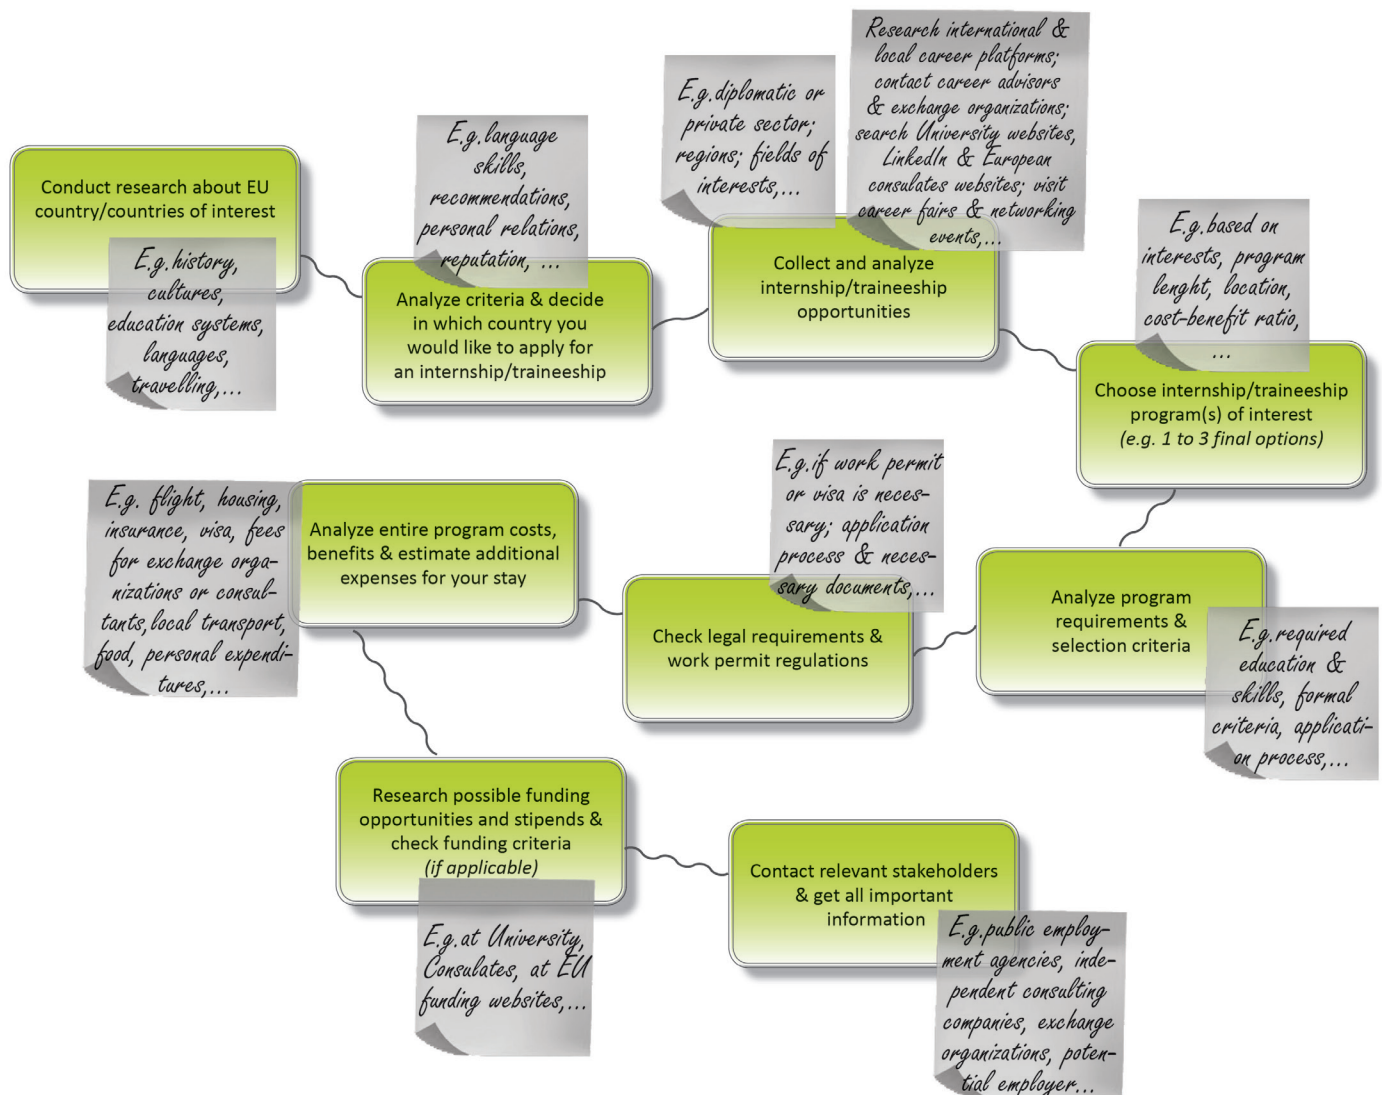 Conduct research about EU
country/countries of interest
E.g.history,
cultures,
education systems,
languages,
travelling,...
E.g.language
skills,
recommendations,
personal relations,
reputation, ...
Analyze criteria & decide
in which country you
would like to apply for
an internship/traineeship
E.g.diplomatic or
private sector;
regions; fields of
interests,...
Research international &
local career platforms;
contact career advisors
& exchange organizations;
search University websites,
LinkedIn & European
consulates websites; visit
career fairs & networking
events,...
Collect and analyze
internship/traineeship
opportunities
E.g.based on
interests, program
lenght, location,
cost-benefit ratio,
...
Choose internship/traineeship
program(s) of interest
(e.g. 1 to 3 final options)
Analyze program
requirements &
selection criteria
E.g.required
education &
skills, formal
criteria, applicati-
on process,...
E.g.if work permit
or visa is neces-
sary; application
process & neces-
sary documents,...
Check legal requirements &
work permit regulations
Analyze entire program costs,
benefits & estimate additional
expenses for your stay
E.g. flight, housing,
insurance, visa, fees
for exchange orga-
nizations or consul-
tants,local transport,
food, personal expendi-
tures,...
Research possible funding
opportunities and stipends &
check funding criteria
(if applicable)
E.g.at University,
Consulates, at EU
funding websites,...
Contact relevant stakeholders
& get all important
information
E.g.public employ-
ment agencies, inde-
pendent consulting
companies, exchange
organizations, poten-
tial employer...